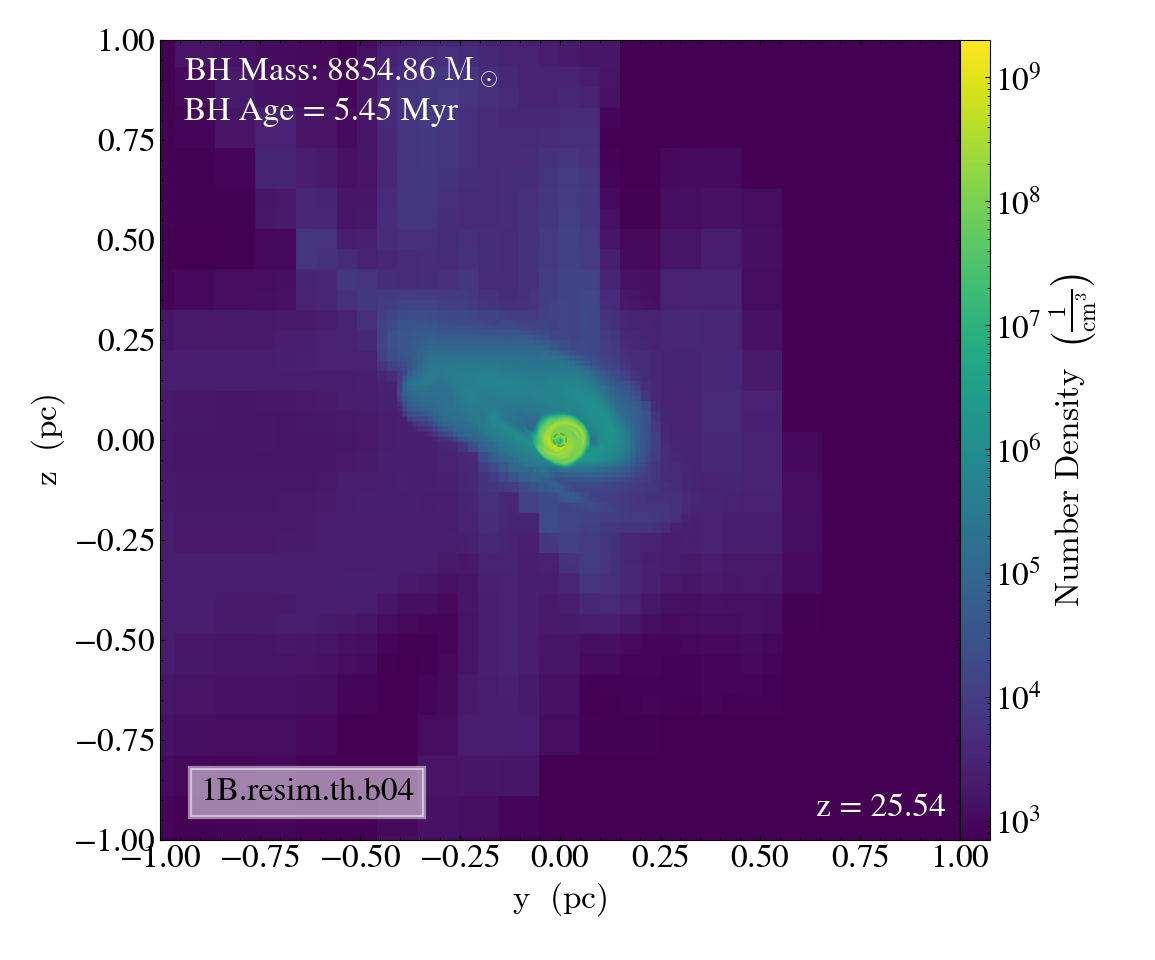 1.00
0.75
0.50
0.25
0.00
−0.25
−0.50
−0.75
−1.00
z (pc)
BH Mass: 8854.86 M⊙
BH Age = 5.45 Myr
1B.resim.th.b04
z = 25.54
−1.00 −0.75 −0.50 −0.25 0.00 0.25 0.50 0.75 1.00
y (pc)
10⁹
10⁸
10⁷
10⁶
10⁵
10⁴
10³
Number Density (1/cm³)